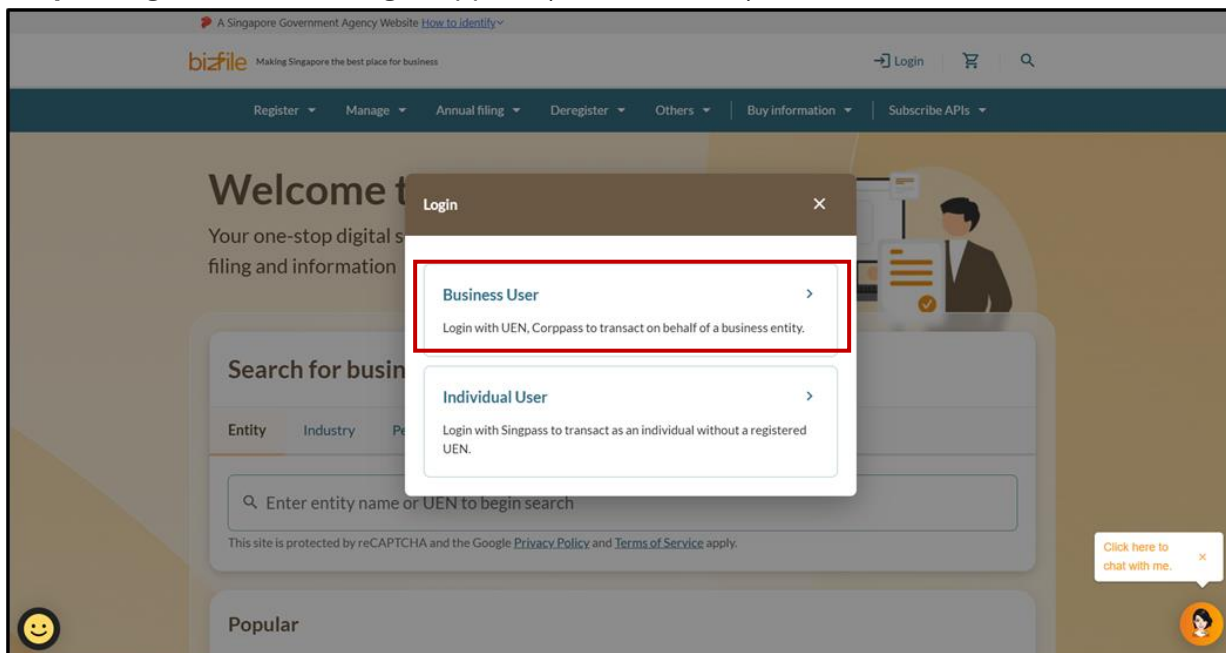 A Singapore Government Agency Website How to identify
bizfile Making Singapore the best place for business
Login
Register Manage Annual filing Deregister Others Buy information Subscribe APIs
Welcome t
Your one-stop digital s
filing and information
Login
Business User
Login with UEN, Corppass to transact on behalf of a business entity.
Individual User
Login with Singpass to transact as an individual without a registered
UEN.
Search for busin
Entity Industry Pe
Enter entity name or UEN to begin search
This site is protected by reCAPTCHA and the Google Privacy Policy and Terms of Service apply.
Click here to
chat with me.
Popular